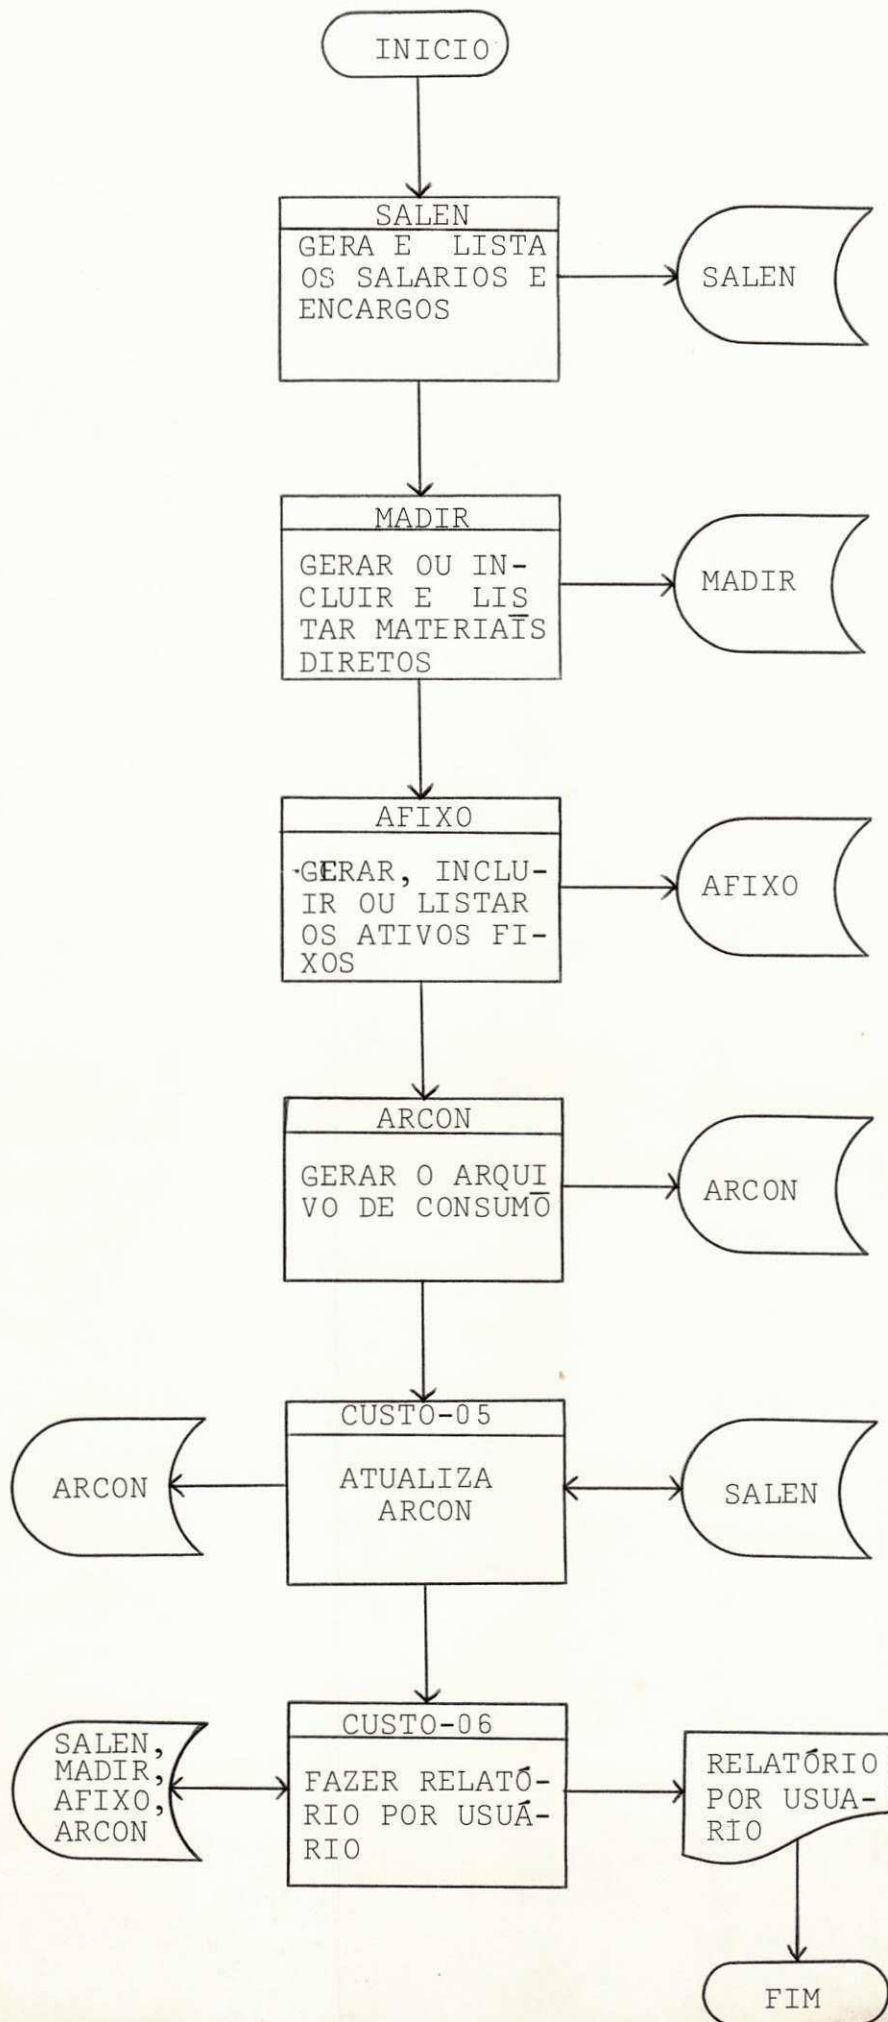 INICIO
SALEN
GERA E LISTA
OS SALARIOS E
ENCARGOS
SALEN
MADIR
GERAR OU IN-
CLUIR E LIS
TAR MATERIAIS
DIRETOS
MADIR
AFIXO
GERAR, INCLU-
IR OU LISTAR
OS ATIVOS FI-
XOS
AFIXO
ARCON
GERAR O ARQUI
VO DE CONSUMO
ARCON
ARCON
CUSTO-05
ATUALIZA
ARCON
SALEN
SALEN,
MADIR,
AFIXO,
ARCON
CUSTO-06
FAZER RELATÓ-
RIO POR USUÁ-
RIO
RELATÓRIO
POR USUA-
RIO
FIM